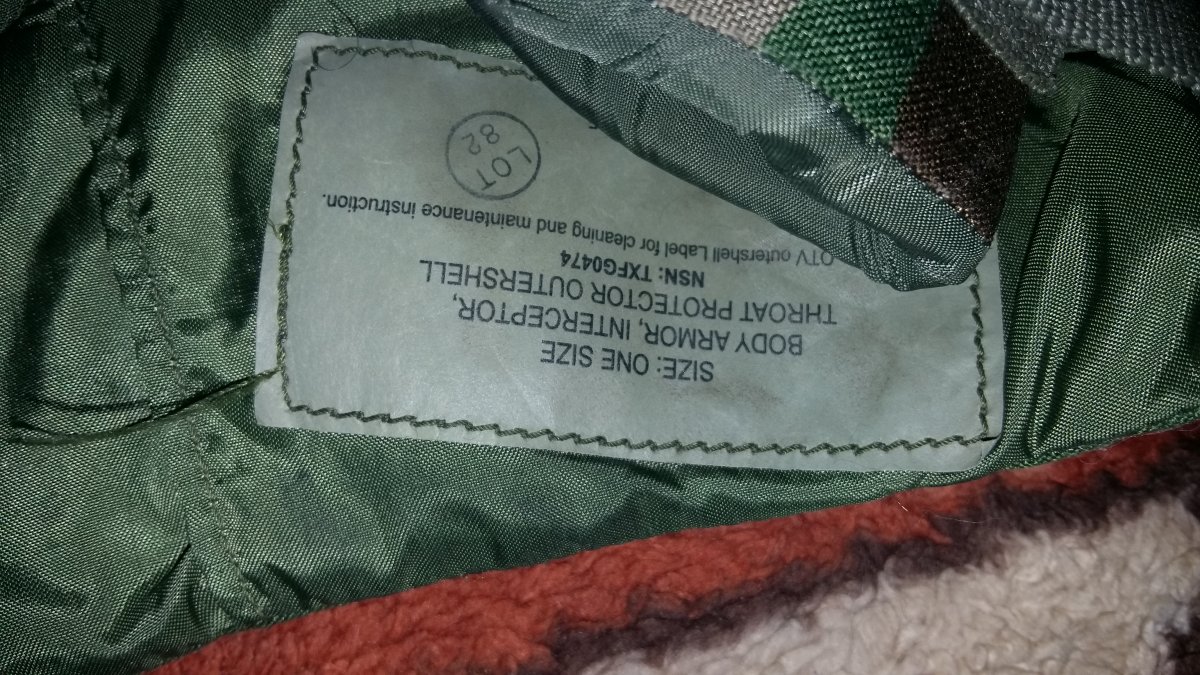 SIZE: ONE SIZE
BODY ARMOR, INTERCEPTOR,
THROAT PROTECTOR OUTERSHELL
NSN: TXFG0474
OTV outershell Label for cleaning and maintenance instruction.
LOT
82